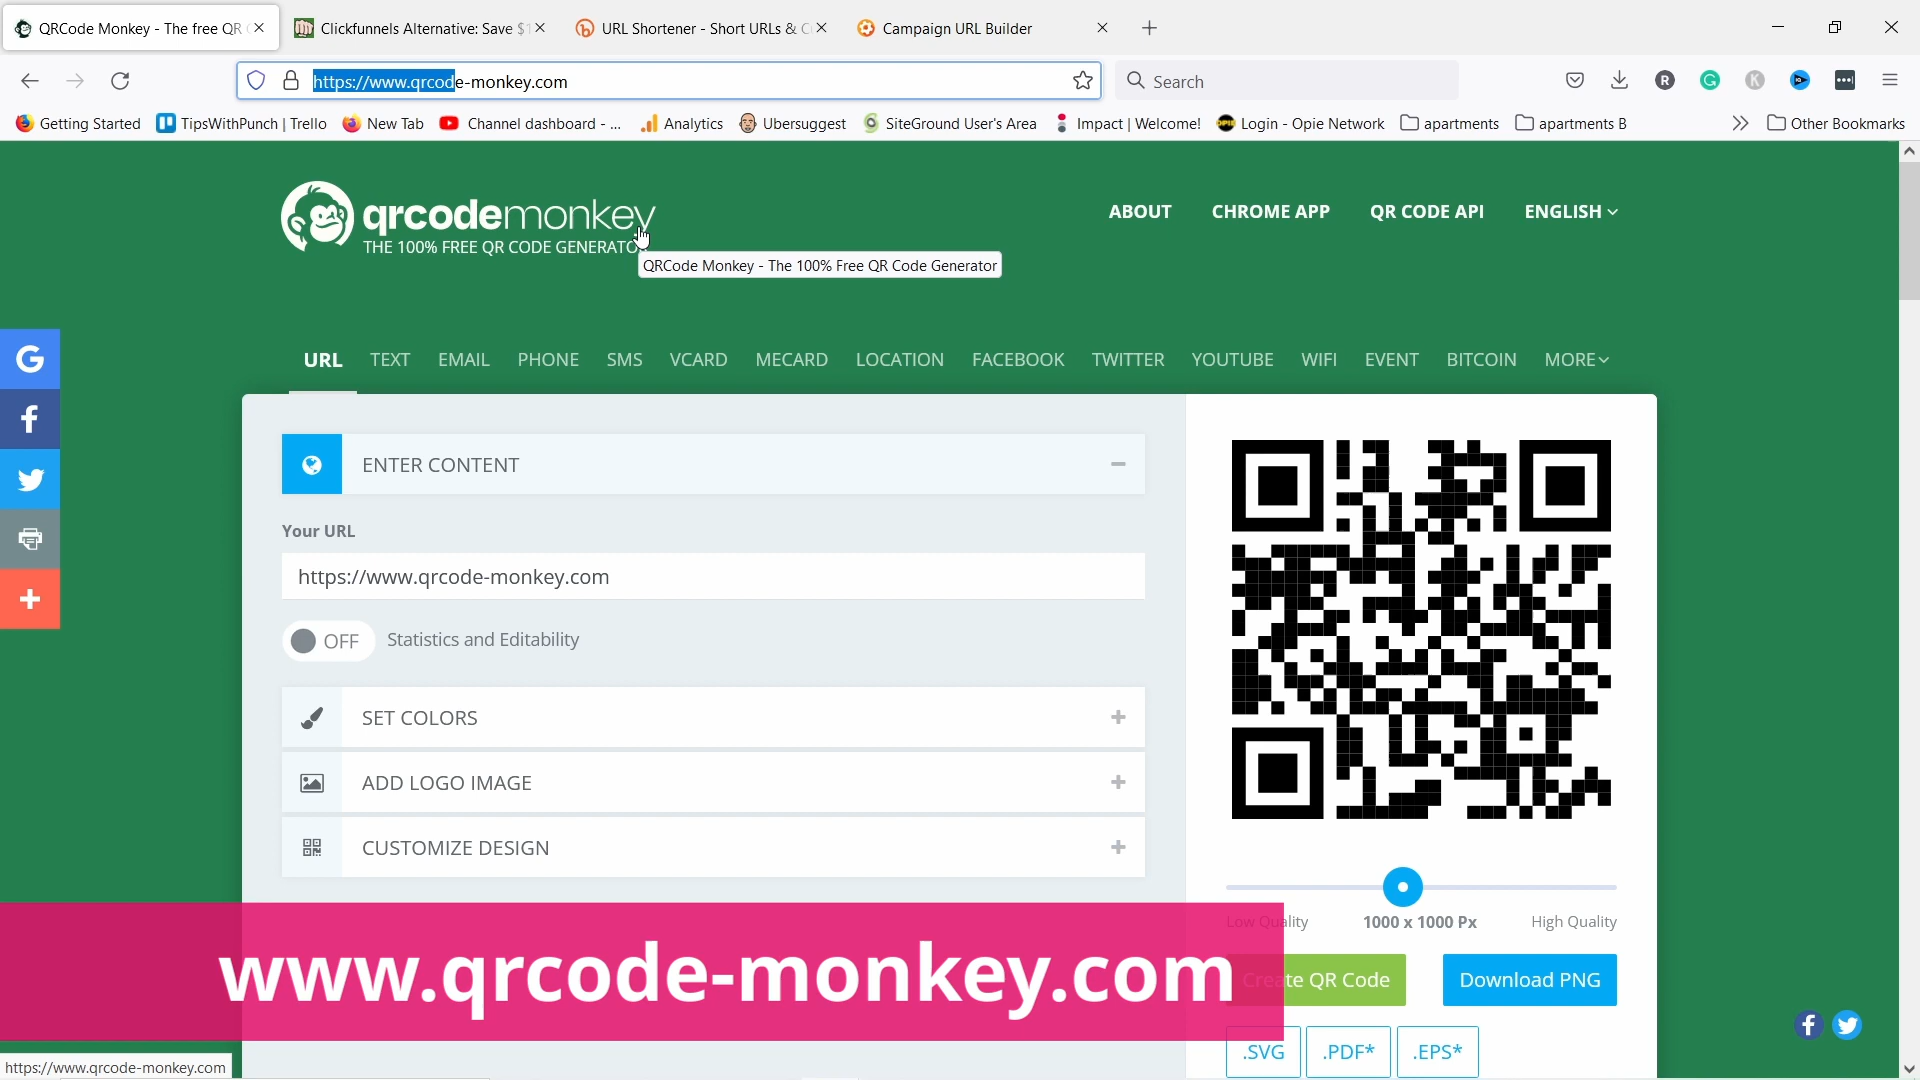 QRCode Monkey - The free QR C
Clickfunnels Alternative: Save $1
URL Shortener - Short URLs & C
Campaign URL Builder
https://www.qrcode-monkey.com
Search
Getting Started
TipsWithPunch | Trello
New Tab
Channel dashboard - ...
Analytics
Ubersuggest
SiteGround User's Area
Impact | Welcome!
Login - Opie Network
apartments
apartments B
Other Bookmarks
qrcodemonkey
THE 100% FREE QR CODE GENERATO
QRCode Monkey - The 100% Free QR Code Generator
ABOUT
CHROME APP
QR CODE API
ENGLISH
URL
TEXT
EMAIL
PHONE
SMS
VCARD
MECARD
LOCATION
FACEBOOK
TWITTER
YOUTUBE
WIFI
EVENT
BITCOIN
MORE
ENTER CONTENT
Your URL
https://www.qrcode-monkey.com
OFF
Statistics and Editability
SET COLORS
ADD LOGO IMAGE
CUSTOMIZE DESIGN
Low Quality
1000 x 1000 Px
High Quality
Create QR Code
Download PNG
.SVG
.PDF*
.EPS*
www.qrcode-monkey.com
https://www.qrcode-monkey.com